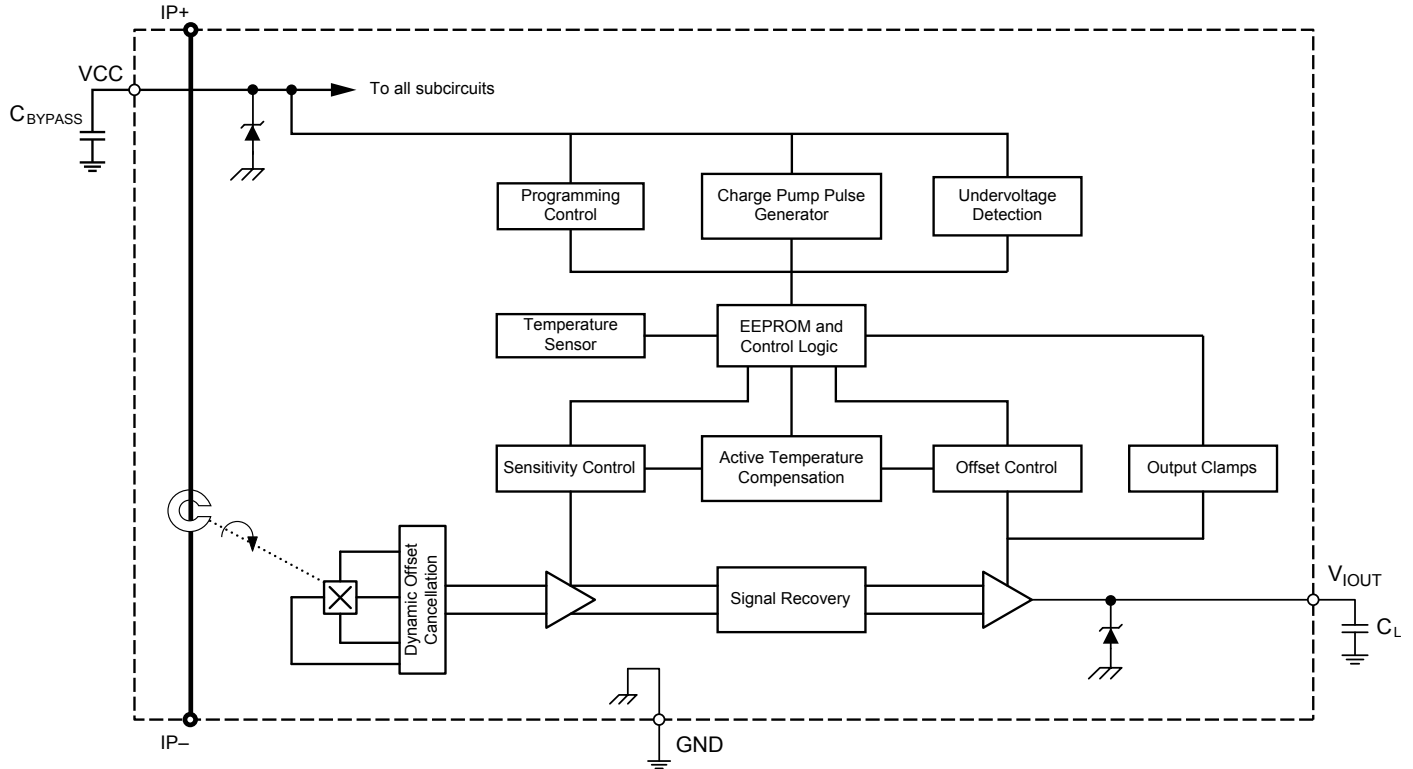 IP+
VCC
To all subcircuits
CBYPASS
Programming
Control
Charge Pump Pulse
Generator
Undervoltage
Detection
Temperature
Sensor
EEPROM and
Control Logic
Sensitivity Control
Active Temperature
Compensation
Offset Control
Output Clamps
Dynamic Offset
Cancellation
Signal Recovery
VIOUT
CL
GND
IP–